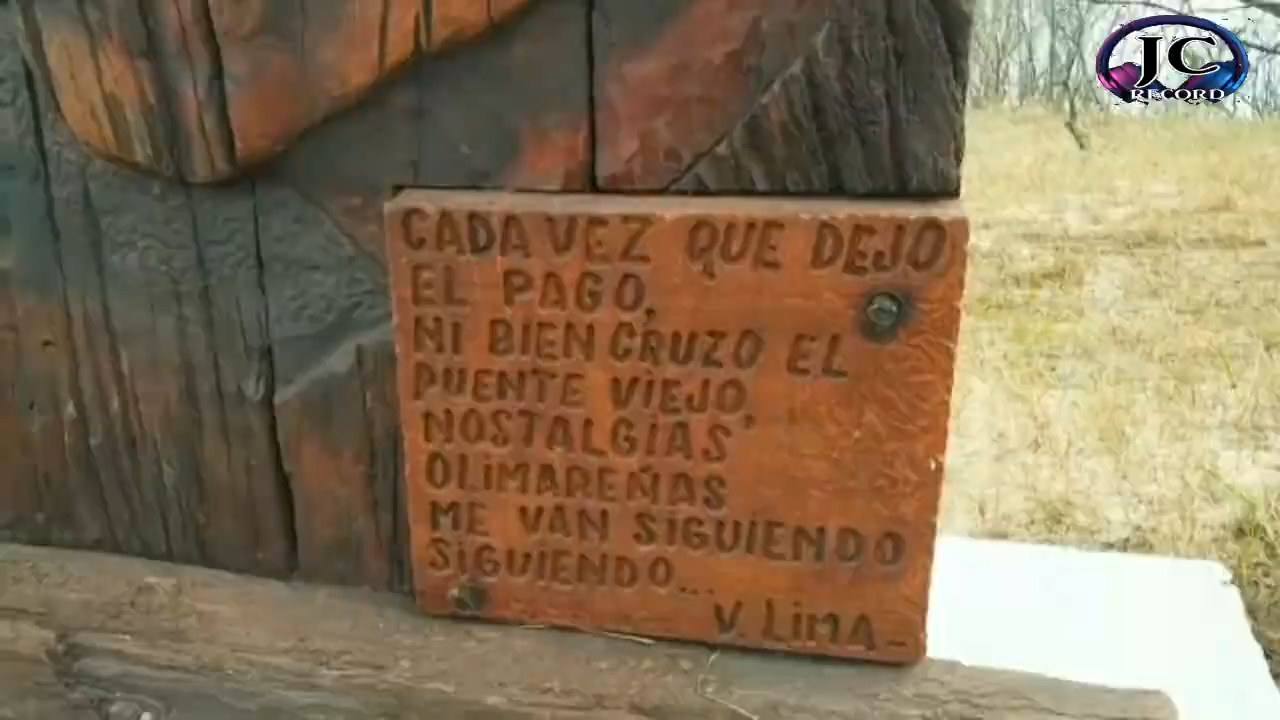 JC
RECORD
CADA VEZ QUE DEJO
EL PAGO,
NI BIEN CRUZO EL
PUENTE VIEJO,
NOSTALGIAS
OLIMAREÑAS
ME VAN SIGUIENDO
SIGUIENDO...
V. LIMA-